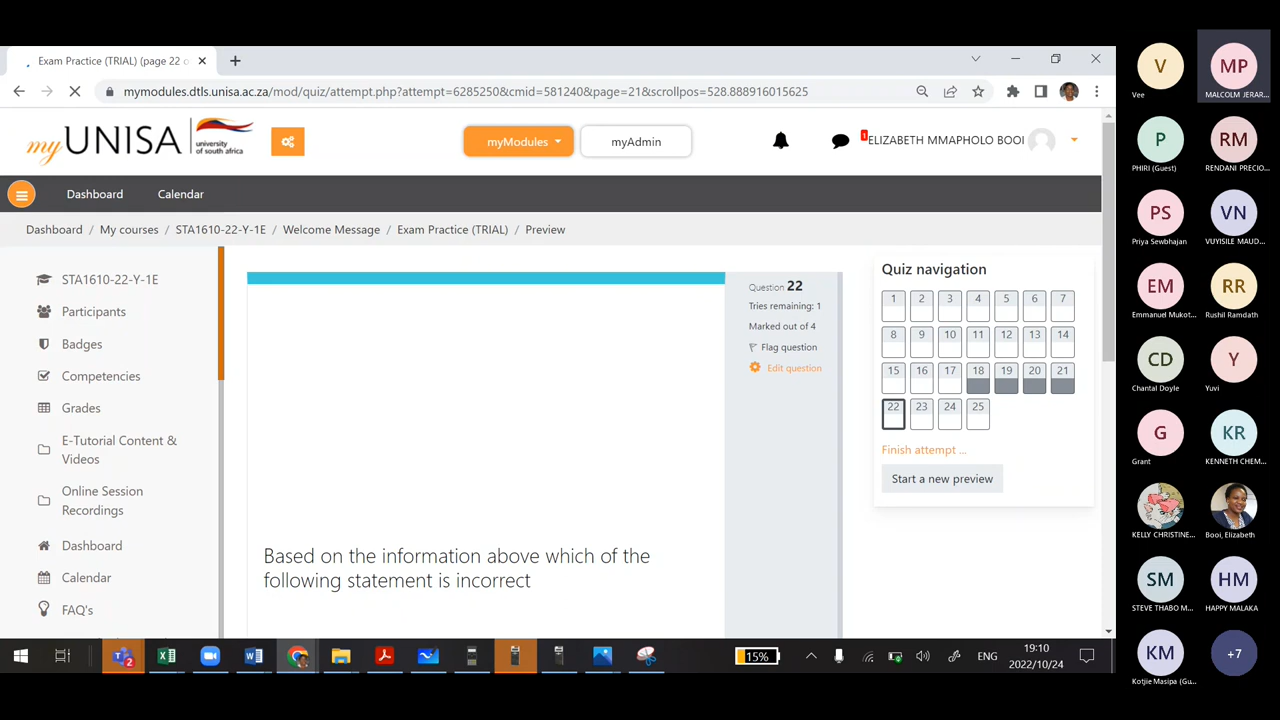 Exam Practice (TRIAL) (page 22 o
mymodules.dtls.unisa.ac.za/mod/quiz/attempt.php?attempt=6285250&cmid=581240&page=21&scrollpos=528.888916015625
my UNISA university of south africa
myModules
myAdmin
1
ELIZABETH MMAPHOLO BOOI
Dashboard
Calendar
Dashboard / My courses / STA1610-22-Y-1E / Welcome Message / Exam Practice (TRIAL) / Preview
STA1610-22-Y-1E
Participants
Badges
Competencies
Grades
E-Tutorial Content &
Videos
Online Session
Recordings
Dashboard
Calendar
FAQ's
Based on the information above which of the
following statement is incorrect
Question 22
Tries remaining: 1
Marked out of 4
Flag question
Edit question
Quiz navigation
1 2 3 4 5 6 7
8 9 10 11 12 13 14
15 16 17 18 19 20 21
22 23 24 25
Finish attempt ...
Start a new preview
2
15%
ENG
19:10
2022/10/24
V
Vee
MP
MALCOLM JERAR...
P
PHIRI (Guest)
RM
RENDANI PRECIO...
PS
Priya Sewbhajan
VN
VUYISILE MAUD...
EM
Emmanuel Mukot...
RR
Rushil Ramdath
CD
Chantal Doyle
Y
Yuvi
G
Grant
KR
KENNETH CHEM...
KELLY CHRISTINE...
Booi, Elizabeth
SM
STEVE THABO M...
HM
HAPPY MALAKA
KM
Kotjie Masipa (Gu...
+7